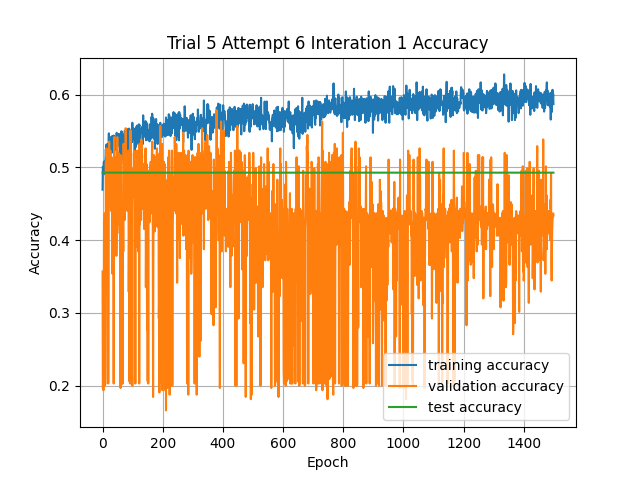 Trial 5 Attempt 6 Interation 1 Accuracy
0.6
0.5
0.4
0.3
0.2
Accuracy
training accuracy
validation accuracy
test accuracy
0 200 400 600 800 1000 1200 1400
Epoch